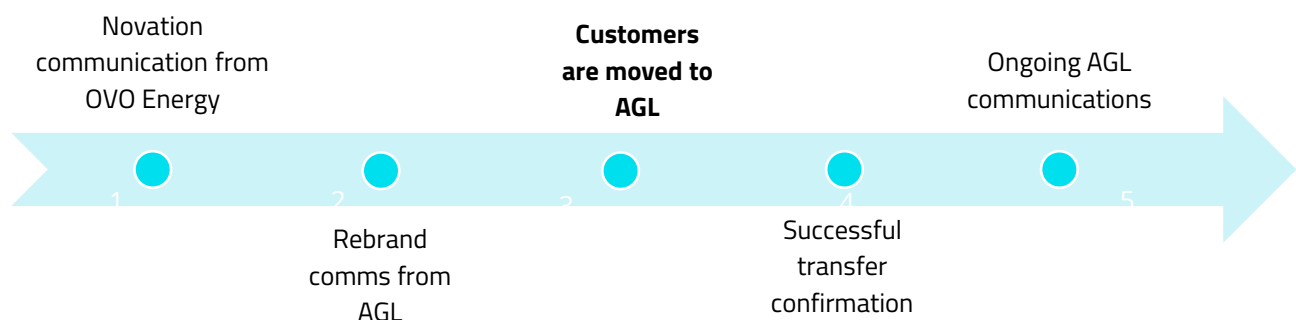 Novation
communication from
OVO Energy
Customers
are moved to
AGL
Ongoing AGL
communications
1
2
3
4
5
Rebrand
comms from
AGL
Successful
transfer
confirmation